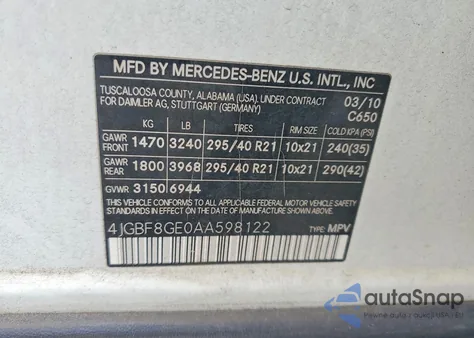 MFD BY MERCEDES-BENZ U.S. INTL., INC
TUSCALOOSA COUNTY, ALABAMA (USA), UNDER CONTRACT
FOR DAIMLER AG, STUTTGART (GERMANY)
03/10
C650
KG LB TIRES RIM SIZE COLD KPA (PSI)
GAWR FRONT 1470 3240 295/40 R21 10x21 240(35)
GAWR REAR 1800 3968 295/40 R21 10x21 290(42)
GVWR 3150 6944
THIS VEHICLE CONFORMS TO ALL APPLICABLE U.S. FEDERAL
MOTOR VEHICLE SAFETY STANDARDS IN EFFECT ON THE
DATE OF MANUFACTURE SHOWN ABOVE.
4JGBF8GE0AA598122 TYPE: MPV
autoSnap